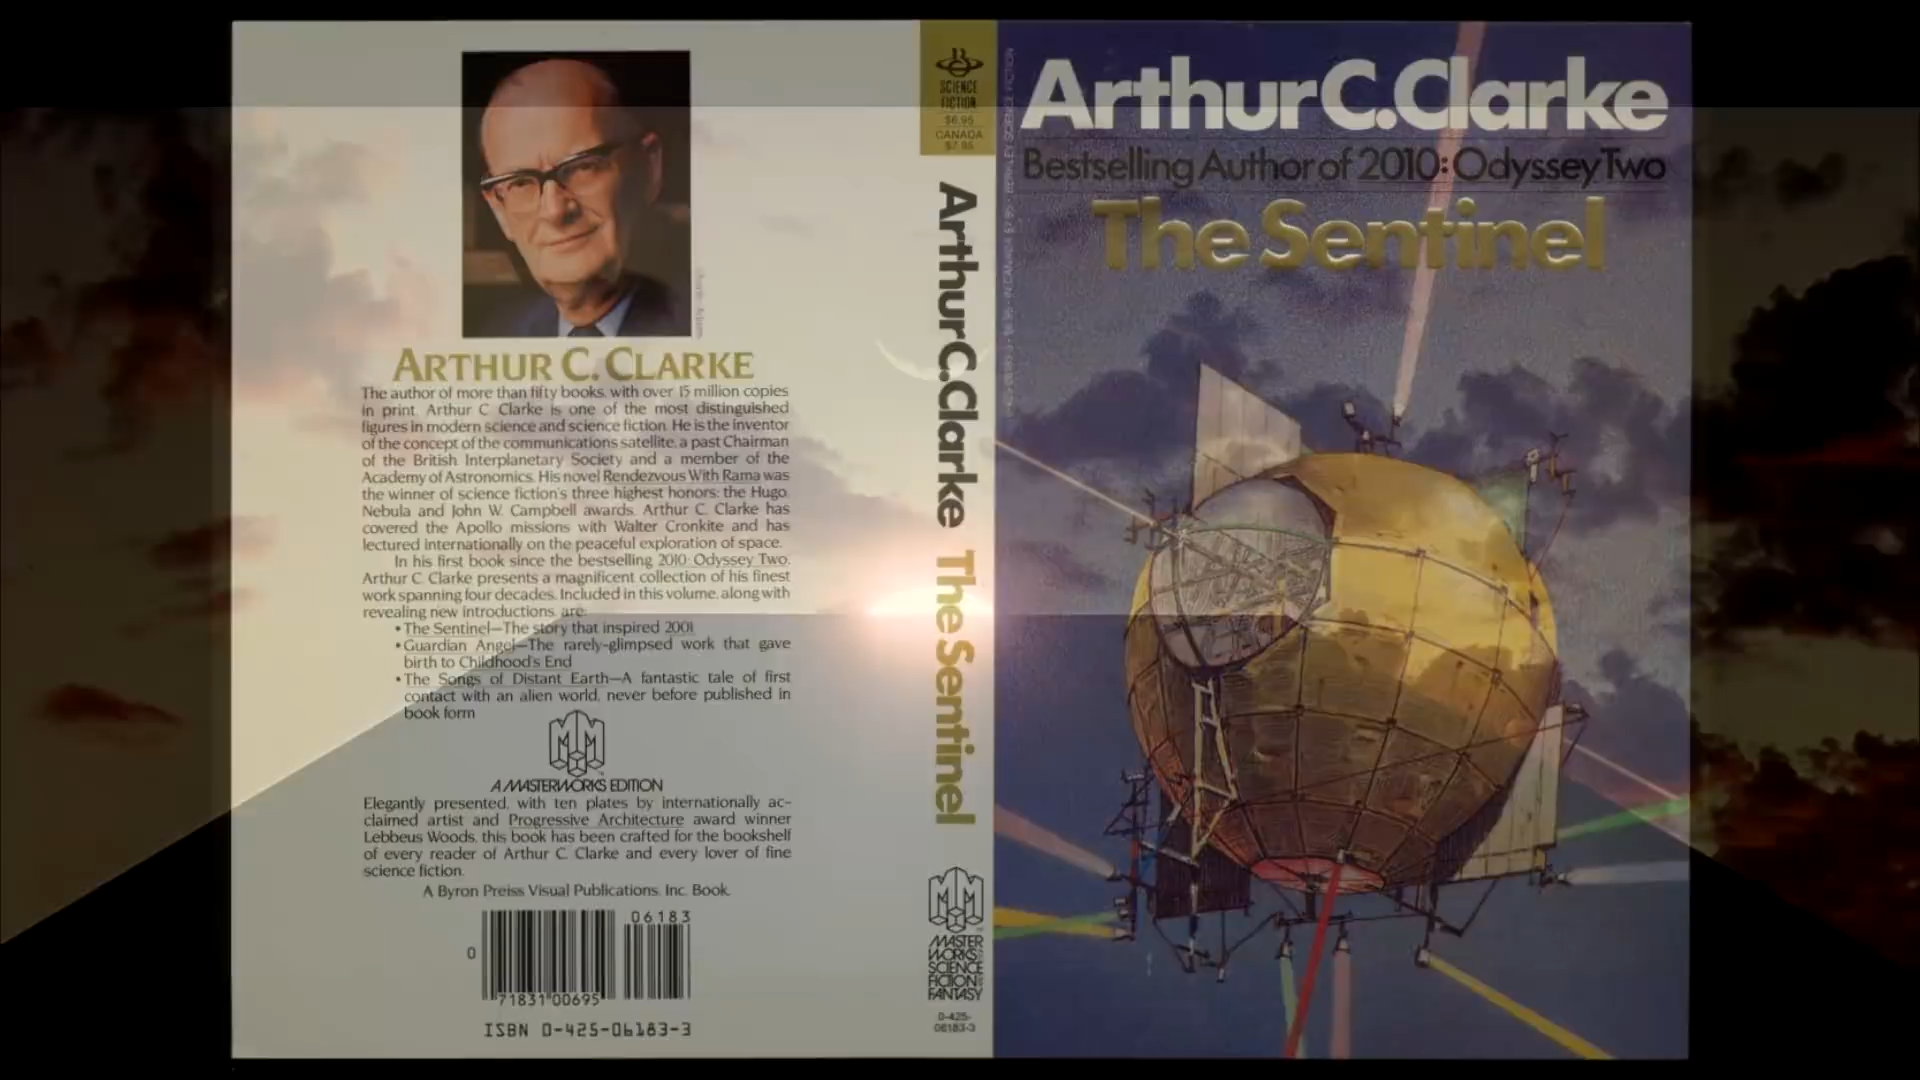 ARTHUR C. CLARKE
The author of more than fifty books, with over 15 million copies
in print, Arthur C. Clarke is one of the most distinguished
figures in modern science and science fiction. He is the inventor
of the concept of the communications satellite, a past Chairman
of the British Interplanetary Society and a member of the
Academy of Astronomics. His novel Rendezvous With Rama was
the winner of science fiction's three highest honors: the Hugo,
Nebula and John W. Campbell awards. Arthur C. Clarke has
covered the Apollo missions with Walter Cronkite and has
lectured internationally on the peaceful exploration of space.
In his first book since the bestselling 2010: Odyssey Two,
Arthur C. Clarke presents a magnificent collection of his finest
work spanning four decades. Included in this volume, along with
revealing new introductions, are:
• The Sentinel—The story that inspired 2001
• Guardian Angel—The rarely-glimpsed work that gave
birth to Childhood's End
• The Songs of Distant Earth—A fantastic tale of first
contact with an alien world, never before published in
book form
MM
A MASTERWORKS EDITION
Elegantly presented, with ten plates by internationally ac-
claimed artist and Progressive Architecture award winner
Lebbeus Woods, this book has been crafted for the bookshelf
of every reader of Arthur C. Clarke and every lover of fine
science fiction.
A Byron Preiss Visual Publications, Inc. Book.
06183
0
71831 00695
ISBN 0-425-06183-3
SCIENCE
FICTION
$6.95
CANADA
$7.95
Arthur C. Clarke The Sentinel
MM
MASTER
WORKS
SCIENCE
FICTION
FANTASY
0-425-
06183-3
Arthur C. Clarke
Bestselling Author of 2010: Odyssey Two
The Sentinel